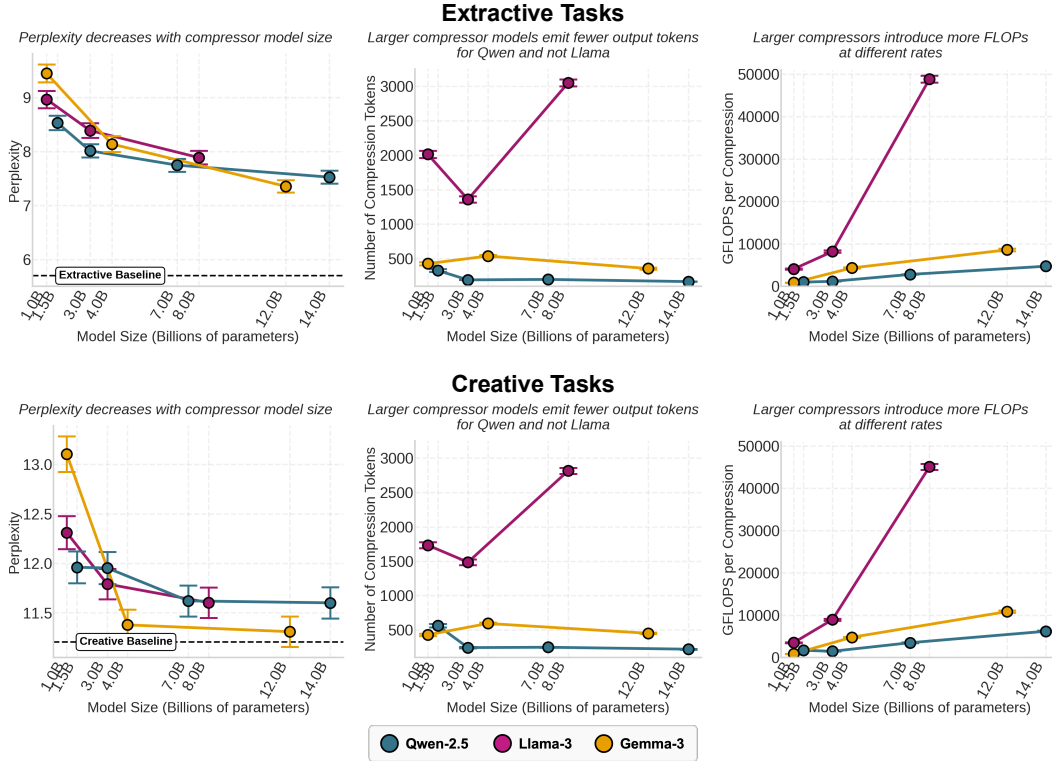 Extractive Tasks
Perplexity decreases with compressor model size
Perplexity
9
8
7
6
Extractive Baseline
1.0B
1.5B
3.0B
4.0B
7.0B
8.0B
12.0B
14.0B
Model Size (Billions of parameters)
Larger compressor models emit fewer output tokens
for Qwen and not Llama
Number of Compression Tokens
3000
2500
2000
1500
1000
500
1.0B
1.5B
3.0B
4.0B
7.0B
8.0B
12.0B
14.0B
Model Size (Billions of parameters)
Larger compressors introduce more FLOPs
at different rates
GFLOPS per Compression
50000
40000
30000
20000
10000
0
1.0B
1.5B
3.0B
4.0B
7.0B
8.0B
12.0B
14.0B
Model Size (Billions of parameters)
Creative Tasks
Perplexity decreases with compressor model size
Perplexity
13.0
12.5
12.0
11.5
Creative Baseline
1.0B
1.5B
3.0B
4.0B
7.0B
8.0B
12.0B
14.0B
Model Size (Billions of parameters)
Larger compressor models emit fewer output tokens
for Qwen and not Llama
Number of Compression Tokens
3000
2500
2000
1500
1000
500
1.0B
1.5B
3.0B
4.0B
7.0B
8.0B
12.0B
14.0B
Model Size (Billions of parameters)
Larger compressors introduce more FLOPs
at different rates
GFLOPS per Compression
50000
40000
30000
20000
10000
0
1.0B
1.5B
3.0B
4.0B
7.0B
8.0B
12.0B
14.0B
Model Size (Billions of parameters)
Qwen-2.5 Llama-3 Gemma-3